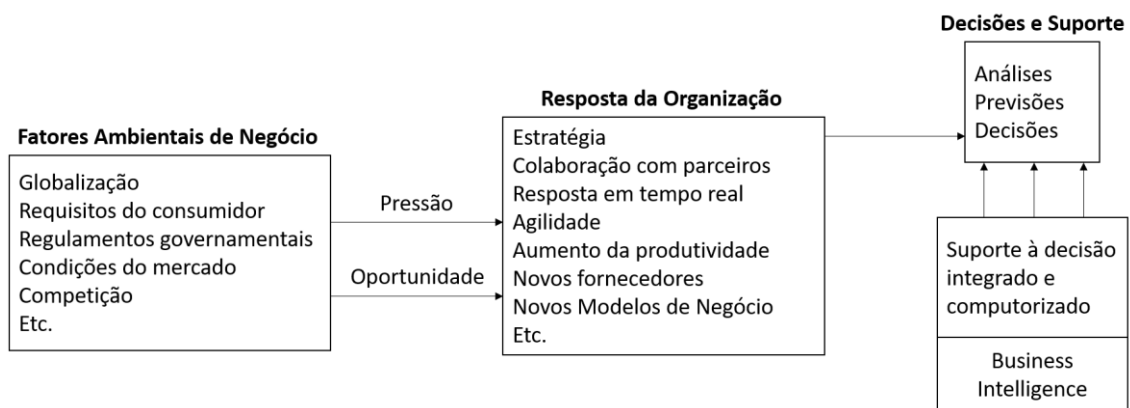 Fatores Ambientais de Negócio
Globalização
Requisitos do consumidor
Regulamentos governamentais
Condições do mercado
Competição
Etc.
Pressão
Oportunidade
Resposta da Organização
Estratégia
Colaboração com parceiros
Resposta em tempo real
Agilidade
Aumento da produtividade
Novos fornecedores
Novos Modelos de Negócio
Etc.
Decisões e Suporte
Análises
Previsões
Decisões
Suporte à decisão
integrado e
computorizado
Business
Intelligence